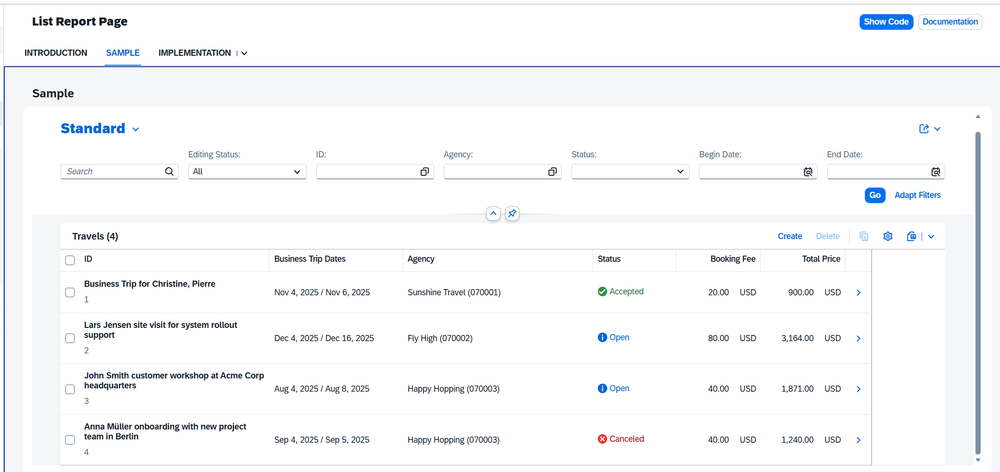 List Report Page
Show Code
Documentation
INTRODUCTION
SAMPLE
IMPLEMENTATION
Sample
Standard
Editing Status:
ID:
Agency:
Status:
Begin Date:
End Date:
Search
All
Go
Adapt Filters
Travels (4)
Create
Delete
ID
Business Trip Dates
Agency
Status
Booking Fee
Total Price
Business Trip for Christine, Pierre
1
Nov 4, 2025 / Nov 6, 2025
Sunshine Travel (070001)
Accepted
20.00 USD
900.00 USD
Lars Jensen site visit for system rollout
support
2
Dec 4, 2025 / Dec 16, 2025
Fly High (070002)
Open
80.00 USD
3,164.00 USD
John Smith customer workshop at Acme Corp
headquarters
3
Aug 4, 2025 / Aug 8, 2025
Happy Hopping (070003)
Open
40.00 USD
1,871.00 USD
Anna Müller onboarding with new project
team in Berlin
4
Sep 4, 2025 / Sep 5, 2025
Happy Hopping (070003)
Canceled
40.00 USD
1,240.00 USD